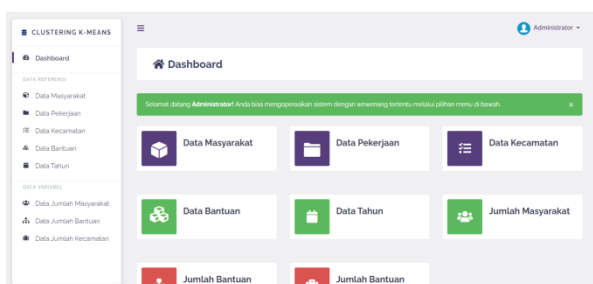 CLUSTERING K-MEANS
Administrator
Dashboard
DATA REFERENSI
Data Masyarakat
Data Pekerjaan
Data Kecamatan
Data Bantuan
Data Tahun
DATA VARIABEL
Data Jumlah Masyarakat
Data Jumlah Bantuan
Data Jumlah Kecamatan
Dashboard
Selamat datang Administrator! Anda bisa mengoperasikan sistem dengan wewenang tertentu melalui pilihan menu di bawah.
×
Data Masyarakat
Data Pekerjaan
Data Kecamatan
Data Bantuan
Data Tahun
Jumlah Masyarakat
Jumlah Bantuan
Jumlah Bantuan